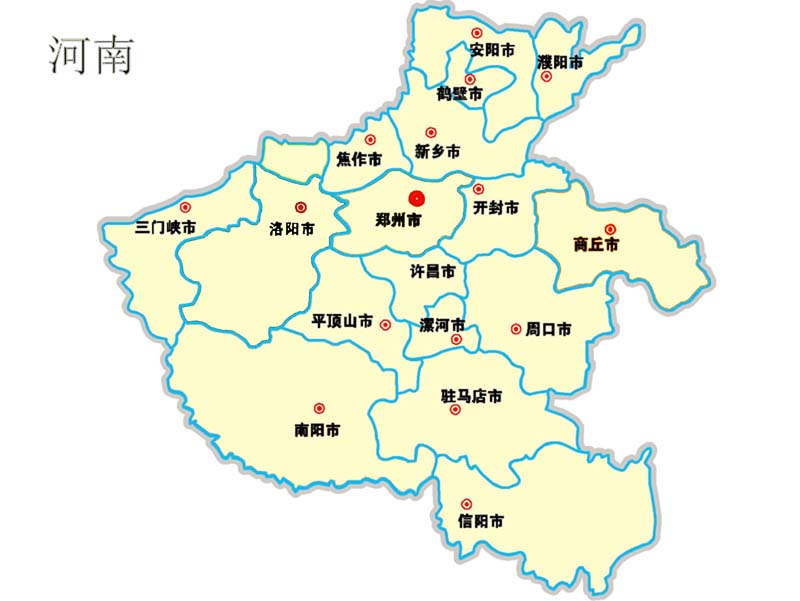 河南
安阳市
濮阳市
鹤壁市
焦作市
新乡市
三门峡市
洛阳市
郑州市
开封市
商丘市
许昌市
平顶山市
漯河市
周口市
驻马店市
南阳市
信阳市